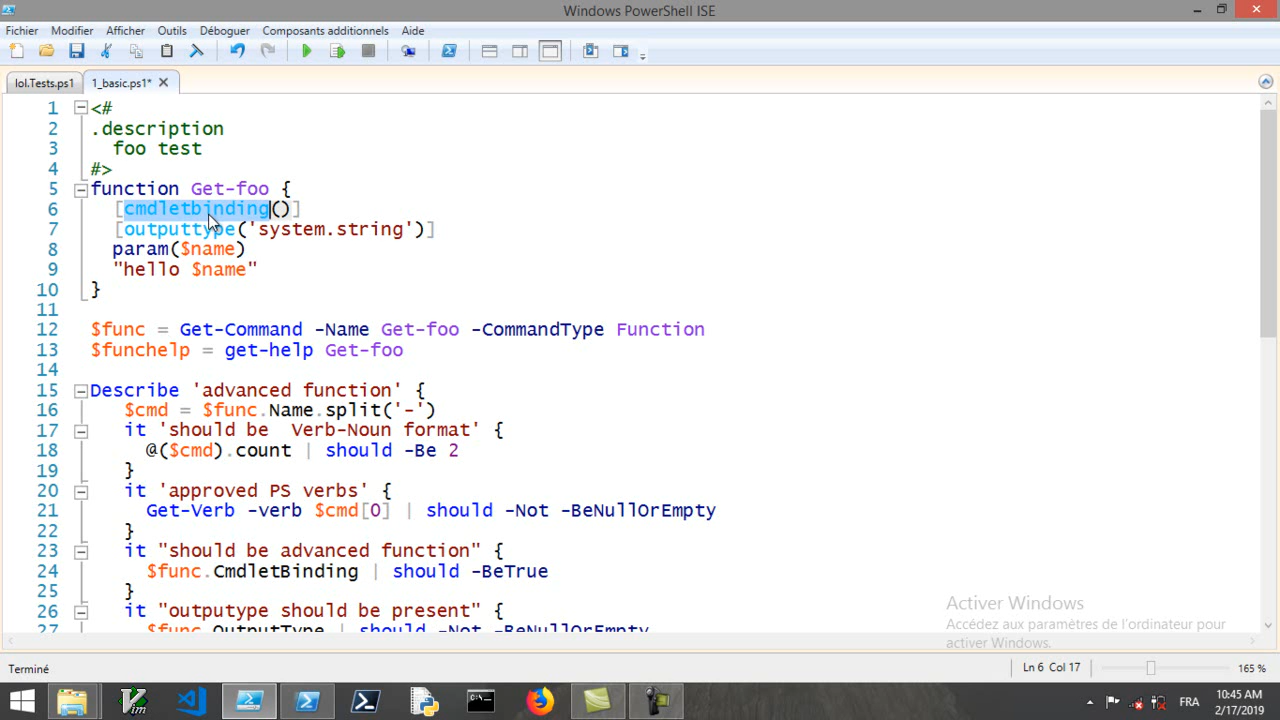 Windows PowerShell ISE
Fichier Modifier Afficher Outils Déboguer Composants additionnels Aide
lol.Tests.ps1 1_basic.ps1*
1 <#
2 .description
3 foo test
4 #>
5 function Get-foo {
6 [cmdletbinding()]
7 [outputtype('system.string')]
8 param($name)
9 "hello $name"
10 }
11
12 $func = Get-Command -Name Get-foo -CommandType Function
13 $funchelp = get-help Get-foo
14
15 Describe 'advanced function' {
16 $cmd = $func.Name.split('-')
17 it 'should be  Verb-Noun format' {
18 @($cmd).count | should -Be 2
19 }
20 it 'approved PS verbs' {
21 Get-Verb -verb $cmd[0] | should -Not -BeNullOrEmpty
22 }
23 it "should be advanced function" {
24 $func.CmdletBinding | should -BeTrue
25 }
26 it "outputype should be present" {
27 $func.OutputType | should -Not -BeNullOrEmpty
Activer Windows
Accédez aux paramètres de l'ordinateur pour
activer Windows.
Terminé
Ln 6 Col 17
165 %
FRA
10:45 AM
2/17/2019